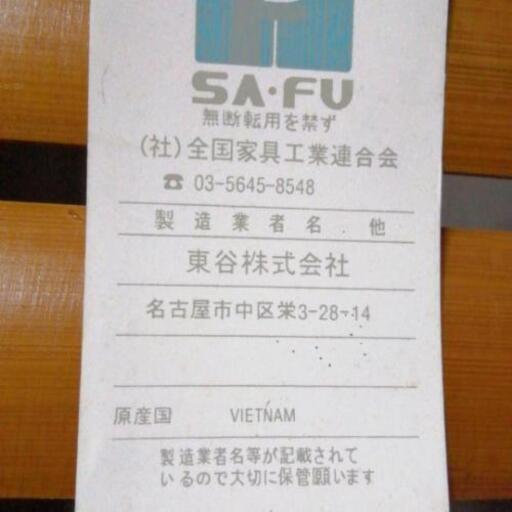 SA·FU
無断転用を禁ず
(社)全国家具工業連合会
☎ 03-5645-8548
製造業者名 他
東谷株式会社
名古屋市中区栄3-28-14
原産国 VIETNAM
製造業者名等が記載されて
いるので大切に保管願います